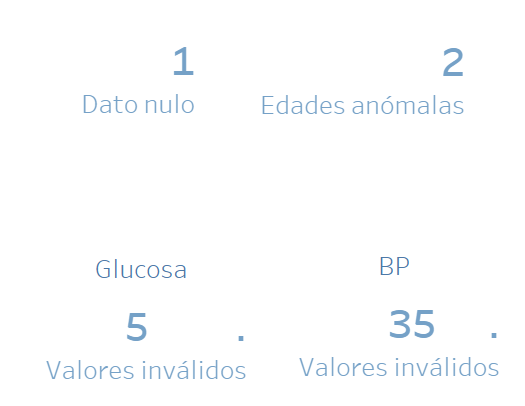 1 2
Dato nulo Edades anómalas
Glucosa BP
5 . 35 .
Valores inválidos Valores inválidos